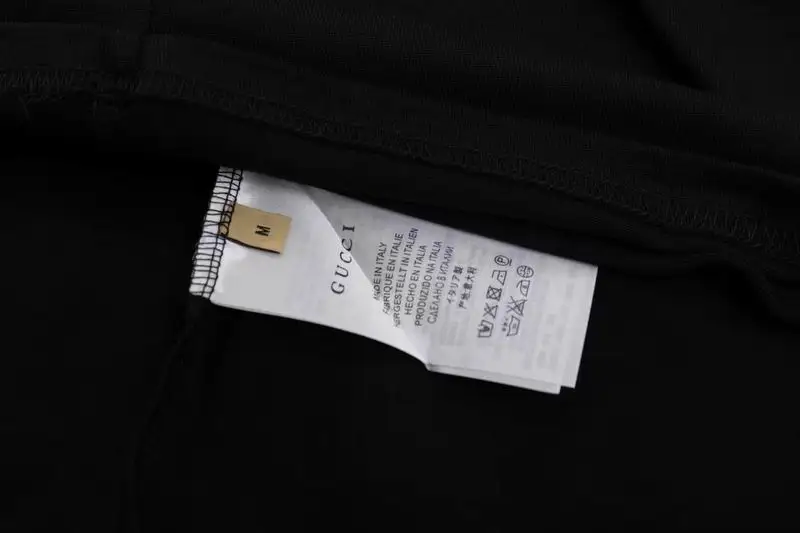 M
GUCCI
MADE IN ITALY
FABRIQUE EN ITALIE
HERGESTELLT IN ITALIEN
HECHO EN ITALIA
PRODUZIDO NA ITALIA
СДЕЛАНО В ИТАЛИИ
イタリア製
产地意大利